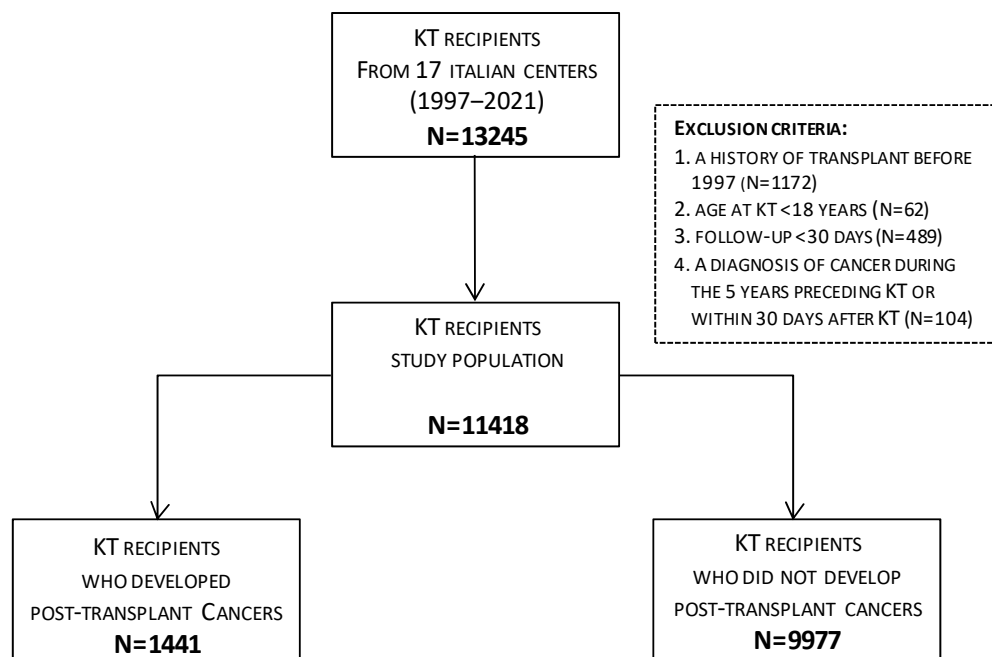 KT RECIPIENTS
FROM 17 ITALIAN CENTERS
(1997–2021)
N=13245
EXCLUSION CRITERIA:
1. A HISTORY OF TRANSPLANT BEFORE
1997 (N=1172)
2. AGE AT KT <18 YEARS (N=62)
3. FOLLOW-UP <30 DAYS (N=489)
4. A DIAGNOSIS OF CANCER DURING
THE 5 YEARS PRECEDING KT OR
WITHIN 30 DAYS AFTER KT (N=104)
KT RECIPIENTS
STUDY POPULATION
N=11418
KT RECIPIENTS
WHO DEVELOPED
POST-TRANSPLANT CANCERS
N=1441
KT RECIPIENTS
WHO DID NOT DEVELOP
POST-TRANSPLANT CANCERS
N=9977